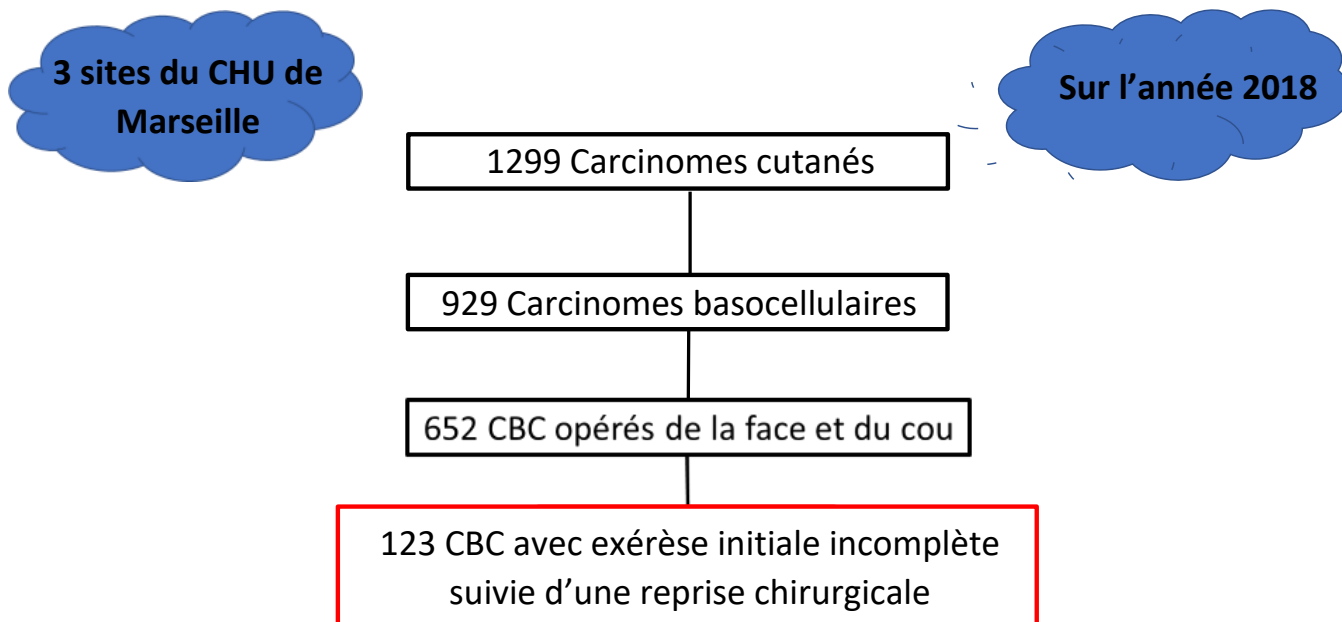 3 sites du CHU de
Marseille
Sur l’année 2018
1299 Carcinomes cutanés
929 Carcinomes basocellulaires
652 CBC opérés de la face et du cou
123 CBC avec exérèse initiale incomplète
suivie d’une reprise chirurgicale